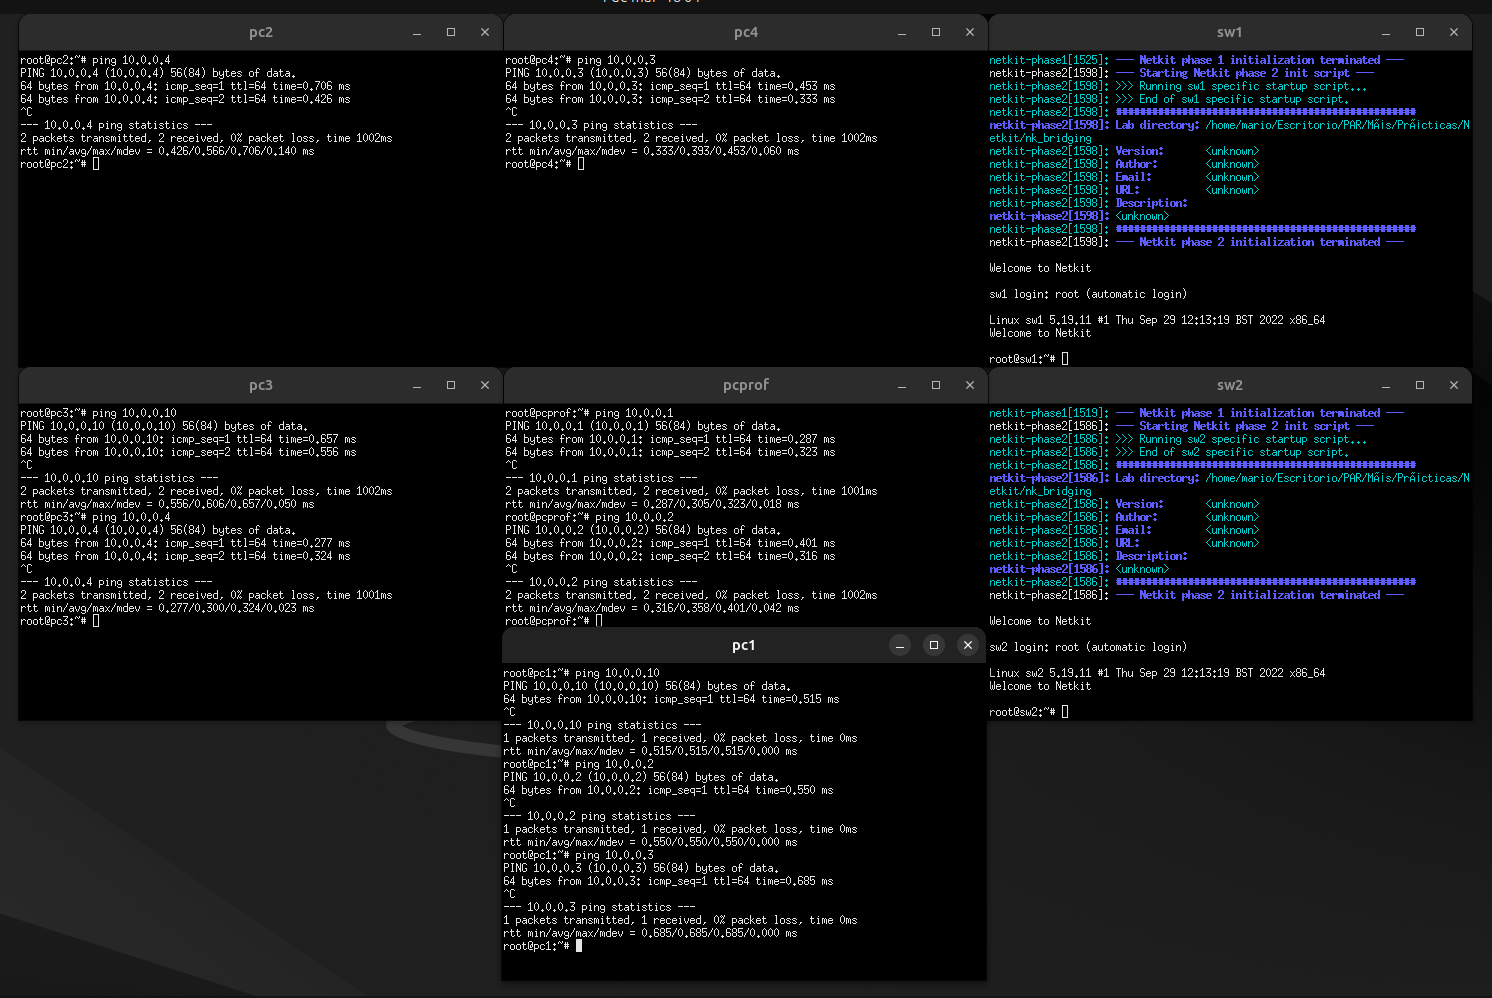 pc2
root@pc2:~# ping 10.0.0.4
PING 10.0.0.4 (10.0.0.4) 56(84) bytes of data.
64 bytes from 10.0.0.4: icmp_seq=1 ttl=64 time=0.706 ms
64 bytes from 10.0.0.4: icmp_seq=2 ttl=64 time=0.426 ms
^C
--- 10.0.0.4 ping statistics ---
2 packets transmitted, 2 received, 0% packet loss, time 1002ms
rtt min/avg/max/mdev = 0.426/0.566/0.706/0.140 ms
root@pc2:~#
pc4
root@pc4:~# ping 10.0.0.3
PING 10.0.0.3 (10.0.0.3) 56(84) bytes of data.
64 bytes from 10.0.0.3: icmp_seq=1 ttl=64 time=0.453 ms
64 bytes from 10.0.0.3: icmp_seq=2 ttl=64 time=0.333 ms
^C
--- 10.0.0.3 ping statistics ---
2 packets transmitted, 2 received, 0% packet loss, time 1002ms
rtt min/avg/max/mdev = 0.333/0.393/0.453/0.060 ms
root@pc4:~#
sw1
netkit-phase1[1525]: --- Netkit phase 1 initialization terminated ---
netkit-phase2[1598]: --- Starting Netkit phase 2 init script ---
netkit-phase2[1598]: >>> Running sw1 specific startup script...
netkit-phase2[1598]: >>> End of sw1 specific startup script.
netkit-phase2[1598]: ##################################################
netkit-phase2[1598]: Lab directory: /home/mario/Escritorio/PAR/MÃ¡s/PrÃ¡cticas/N
etkit/nk_bridging
netkit-phase2[1598]: Version: <unknown>
netkit-phase2[1598]: Author: <unknown>
netkit-phase2[1598]: Email: <unknown>
netkit-phase2[1598]: URL: <unknown>
netkit-phase2[1598]: Description:
netkit-phase2[1598]: <unknown>
netkit-phase2[1598]: ##################################################
netkit-phase2[1598]: --- Netkit phase 2 initialization terminated ---
Welcome to Netkit
sw1 login: root (automatic login)
Linux sw1 5.19.11 #1 Thu Sep 29 12:13:19 BST 2022 x86_64
Welcome to Netkit
root@sw1:~#
pc3
root@pc3:~# ping 10.0.0.10
PING 10.0.0.10 (10.0.0.10) 56(84) bytes of data.
64 bytes from 10.0.0.10: icmp_seq=1 ttl=64 time=0.657 ms
64 bytes from 10.0.0.10: icmp_seq=2 ttl=64 time=0.556 ms
^C
--- 10.0.0.10 ping statistics ---
2 packets transmitted, 2 received, 0% packet loss, time 1002ms
rtt min/avg/max/mdev = 0.556/0.606/0.657/0.050 ms
root@pc3:~# ping 10.0.0.4
PING 10.0.0.4 (10.0.0.4) 56(84) bytes of data.
64 bytes from 10.0.0.4: icmp_seq=1 ttl=64 time=0.277 ms
64 bytes from 10.0.0.4: icmp_seq=2 ttl=64 time=0.324 ms
^C
--- 10.0.0.4 ping statistics ---
2 packets transmitted, 2 received, 0% packet loss, time 1001ms
rtt min/avg/max/mdev = 0.277/0.300/0.324/0.023 ms
root@pc3:~#
pcprof
root@pcprof:~# ping 10.0.0.1
PING 10.0.0.1 (10.0.0.1) 56(84) bytes of data.
64 bytes from 10.0.0.1: icmp_seq=1 ttl=64 time=0.287 ms
64 bytes from 10.0.0.1: icmp_seq=2 ttl=64 time=0.323 ms
^C
--- 10.0.0.1 ping statistics ---
2 packets transmitted, 2 received, 0% packet loss, time 1001ms
rtt min/avg/max/mdev = 0.287/0.305/0.323/0.018 ms
root@pcprof:~# ping 10.0.0.2
PING 10.0.0.2 (10.0.0.2) 56(84) bytes of data.
64 bytes from 10.0.0.2: icmp_seq=1 ttl=64 time=0.401 ms
64 bytes from 10.0.0.2: icmp_seq=2 ttl=64 time=0.316 ms
^C
--- 10.0.0.2 ping statistics ---
2 packets transmitted, 2 received, 0% packet loss, time 1002ms
rtt min/avg/max/mdev = 0.316/0.358/0.401/0.042 ms
root@pcprof:~#
sw2
netkit-phase1[1519]: --- Netkit phase 1 initialization terminated ---
netkit-phase2[1586]: --- Starting Netkit phase 2 init script ---
netkit-phase2[1586]: >>> Running sw2 specific startup script...
netkit-phase2[1586]: >>> End of sw2 specific startup script.
netkit-phase2[1586]: ##################################################
netkit-phase2[1586]: Lab directory: /home/mario/Escritorio/PAR/MÃ¡s/PrÃ¡cticas/N
etkit/nk_bridging
netkit-phase2[1586]: Version: <unknown>
netkit-phase2[1586]: Author: <unknown>
netkit-phase2[1586]: Email: <unknown>
netkit-phase2[1586]: URL: <unknown>
netkit-phase2[1586]: Description:
netkit-phase2[1586]: <unknown>
netkit-phase2[1586]: ##################################################
netkit-phase2[1586]: --- Netkit phase 2 initialization terminated ---
Welcome to Netkit
sw2 login: root (automatic login)
Linux sw2 5.19.11 #1 Thu Sep 29 12:13:19 BST 2022 x86_64
Welcome to Netkit
root@sw2:~#
pc1
root@pc1:~# ping 10.0.0.10
PING 10.0.0.10 (10.0.0.10) 56(84) bytes of data.
64 bytes from 10.0.0.10: icmp_seq=1 ttl=64 time=0.515 ms
^C
--- 10.0.0.10 ping statistics ---
1 packets transmitted, 1 received, 0% packet loss, time 0ms
rtt min/avg/max/mdev = 0.515/0.515/0.515/0.000 ms
root@pc1:~# ping 10.0.0.2
PING 10.0.0.2 (10.0.0.2) 56(84) bytes of data.
64 bytes from 10.0.0.2: icmp_seq=1 ttl=64 time=0.550 ms
^C
--- 10.0.0.2 ping statistics ---
1 packets transmitted, 1 received, 0% packet loss, time 0ms
rtt min/avg/max/mdev = 0.550/0.550/0.550/0.000 ms
root@pc1:~# ping 10.0.0.3
PING 10.0.0.3 (10.0.0.3) 56(84) bytes of data.
64 bytes from 10.0.0.3: icmp_seq=1 ttl=64 time=0.685 ms
^C
--- 10.0.0.3 ping statistics ---
1 packets transmitted, 1 received, 0% packet loss, time 0ms
rtt min/avg/max/mdev = 0.685/0.685/0.685/0.000 ms
root@pc1:~#